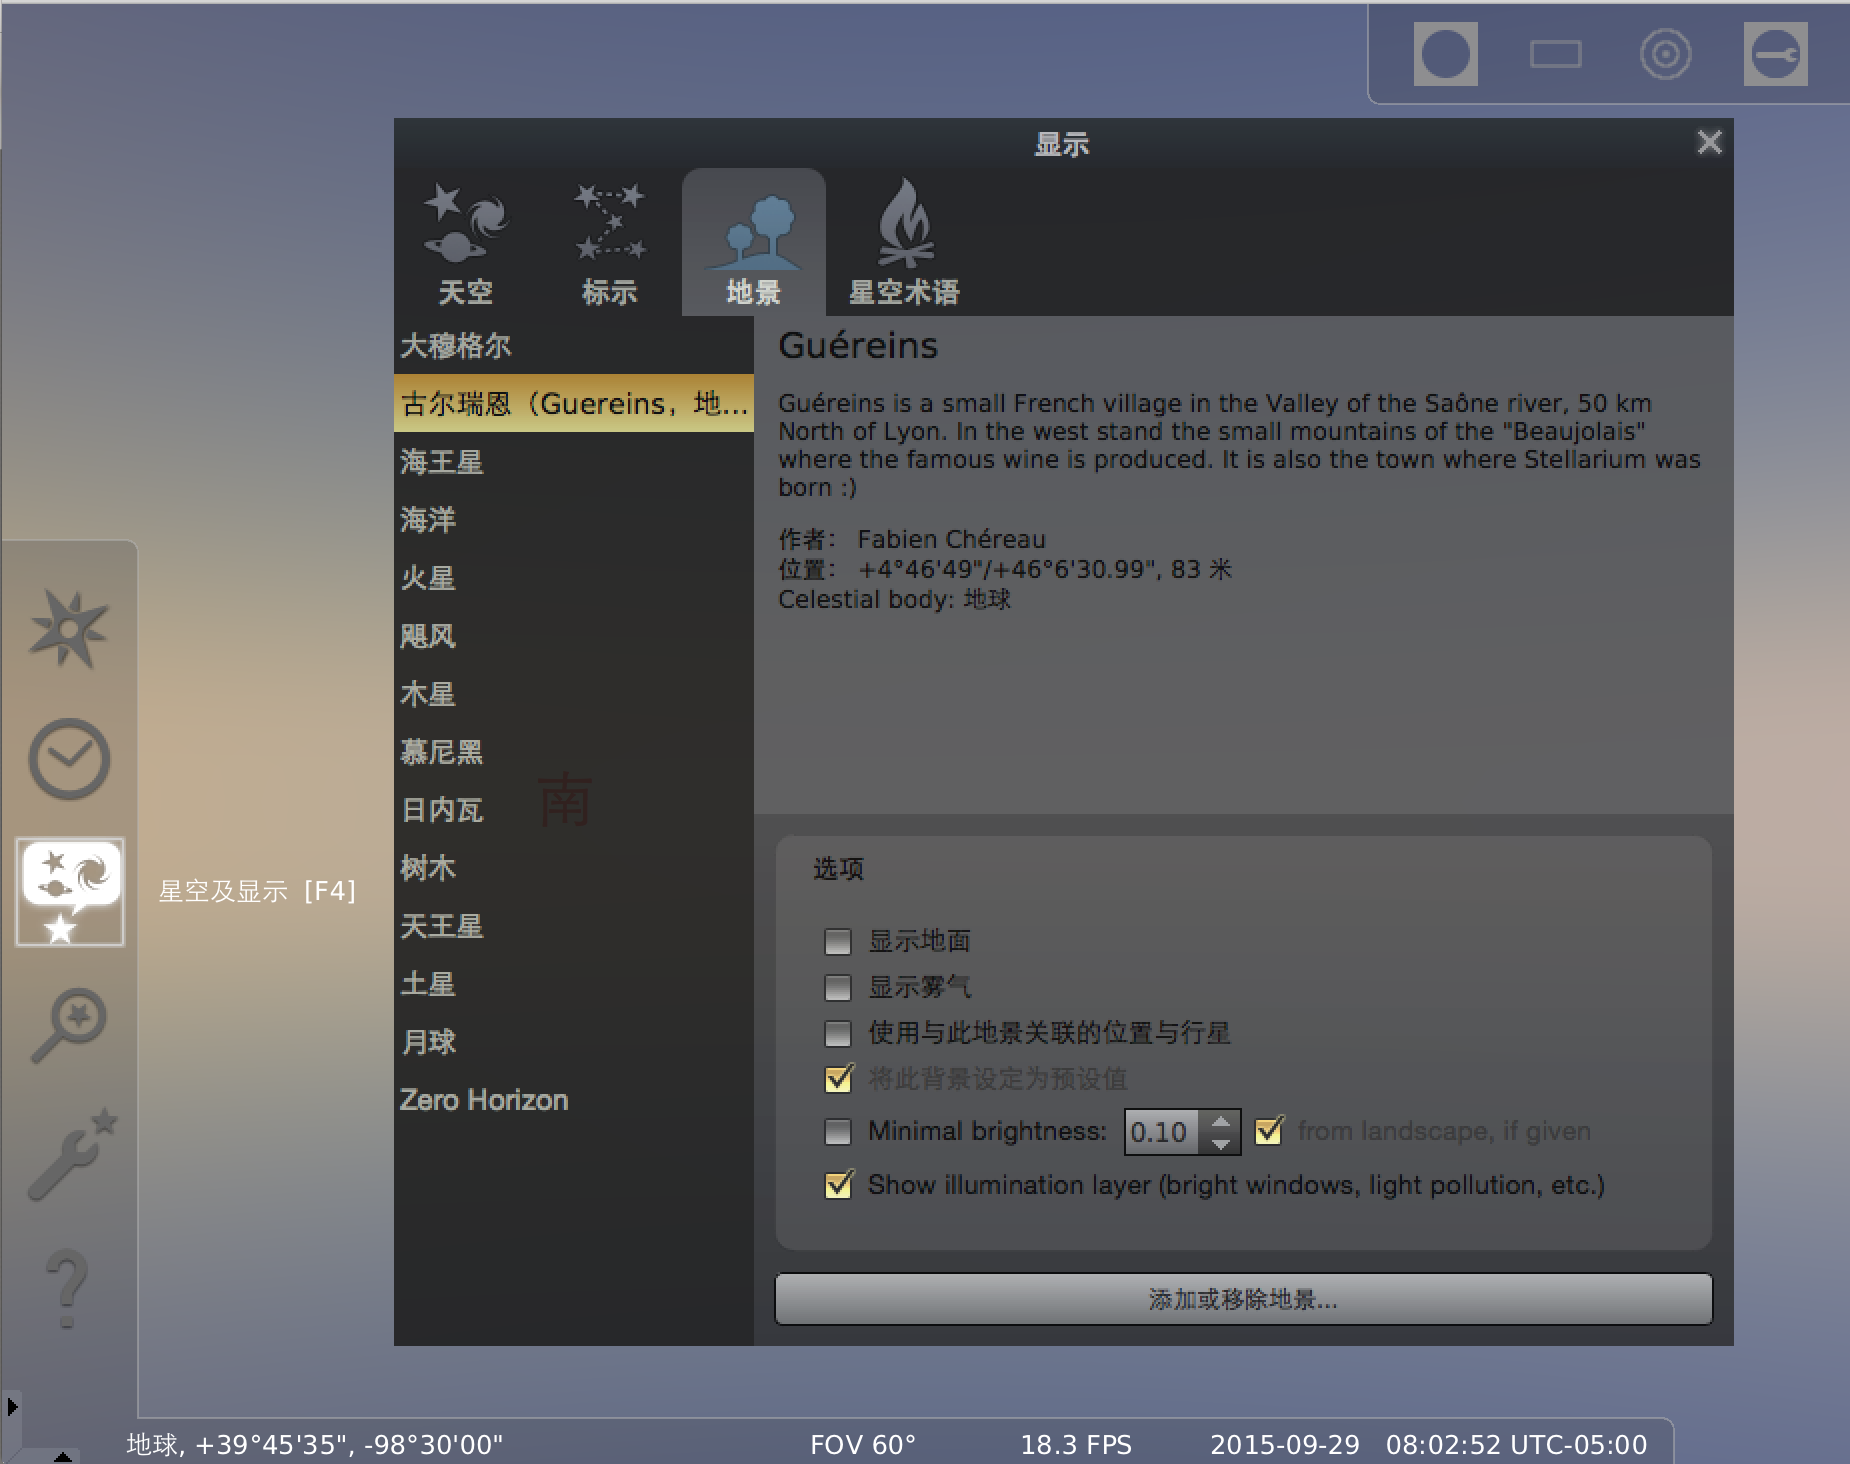 显示
天空
标示
地景
星空术语
大穆格尔
古尔瑞恩（Guereins，地...
海王星
海洋
火星
飓风
木星
慕尼黑
日内瓦
树木
天王星
土星
月球
Zero Horizon
南
Guéreins
Guéreins is a small French village in the Valley of the Saône river, 50 km
North of Lyon. In the west stand the small mountains of the "Beaujolais"
where the famous wine is produced. It is also the town where Stellarium was
born :)
作者： Fabien Chéreau
位置： +4°46'49"/+46°6'30.99", 83 米
Celestial body: 地球
选项
显示地面
显示雾气
使用与此地景关联的位置与行星
将此背景设定为预设值
Minimal brightness: 0.10 from landscape, if given
Show illumination layer (bright windows, light pollution, etc.)
添加或移除地景...
星空及显示 [F4]
地球, +39°45'35", -98°30'00" FOV 60° 18.3 FPS 2015-09-29 08:02:52 UTC-05:00